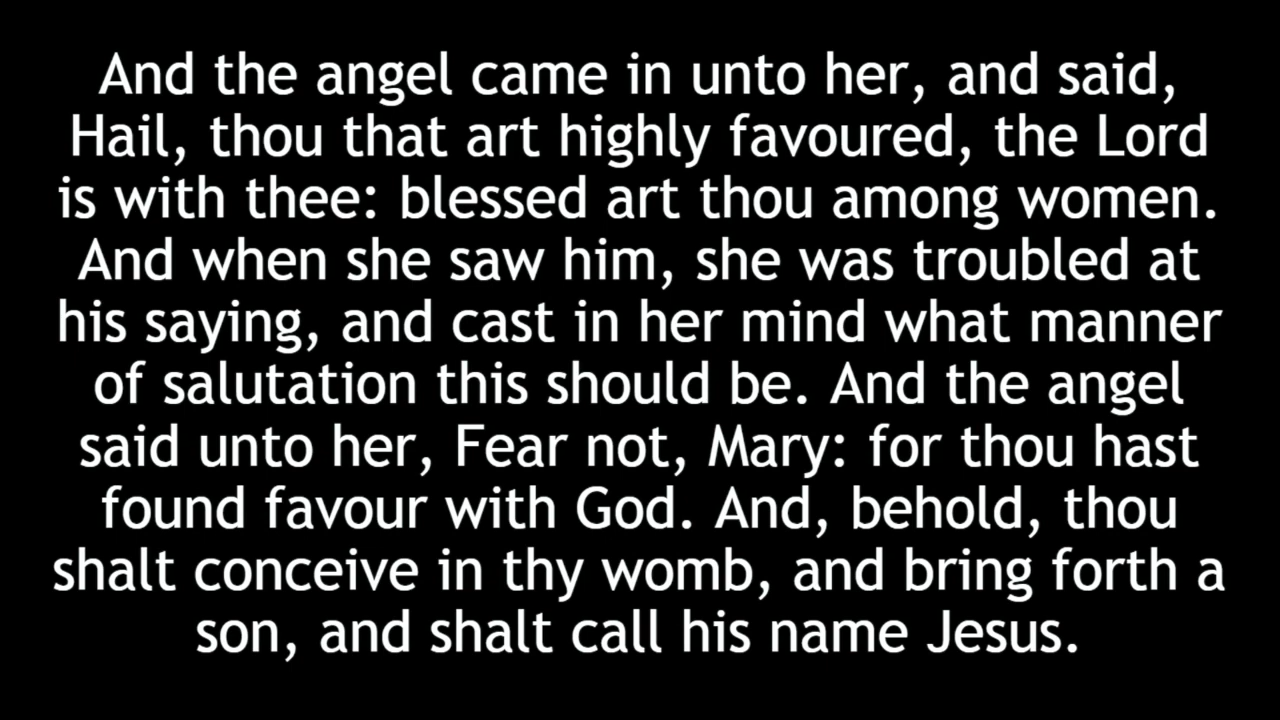 And the angel came in unto her, and said,
Hail, thou that art highly favoured, the Lord
is with thee: blessed art thou among women.
And when she saw him, she was troubled at
his saying, and cast in her mind what manner
of salutation this should be. And the angel
said unto her, Fear not, Mary: for thou hast
found favour with God. And, behold, thou
shalt conceive in thy womb, and bring forth a
son, and shalt call his name Jesus.